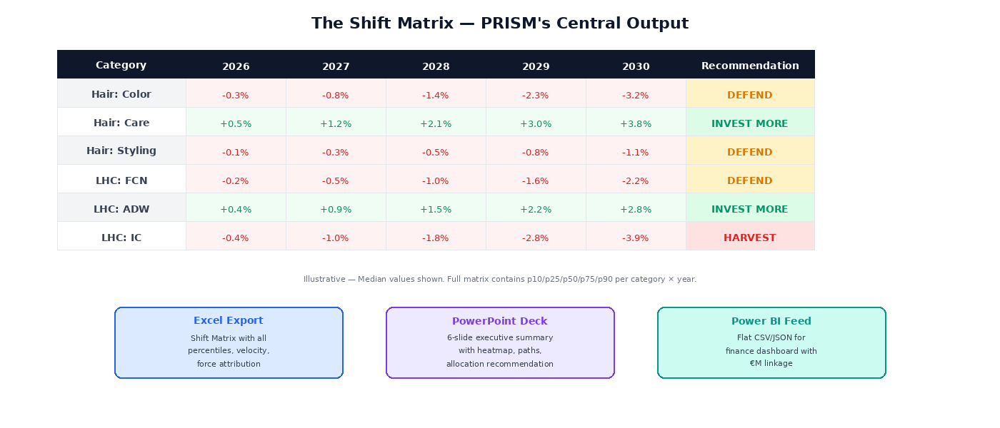 The Shift Matrix — PRISM's Central Output
Category 2026 2027 2028 2029 2030 Recommendation
Hair: Color -0.3% -0.8% -1.4% -2.3% -3.2% DEFEND
Hair: Care +0.5% +1.2% +2.1% +3.0% +3.8% INVEST MORE
Hair: Styling -0.1% -0.3% -0.5% -0.8% -1.1% DEFEND
LHC: FCN -0.2% -0.5% -1.0% -1.6% -2.2% DEFEND
LHC: ADW +0.4% +0.9% +1.5% +2.2% +2.8% INVEST MORE
LHC: IC -0.4% -1.0% -1.8% -2.8% -3.9% HARVEST
Illustrative — Median values shown. Full matrix contains p10/p25/p50/p75/p90 per category × year.
Excel Export
Shift Matrix with all
percentiles, velocity,
force attribution
PowerPoint Deck
6-slide executive summary
with heatmap, paths,
allocation recommendation
Power BI Feed
Flat CSV/JSON for
finance dashboard with
€M linkage